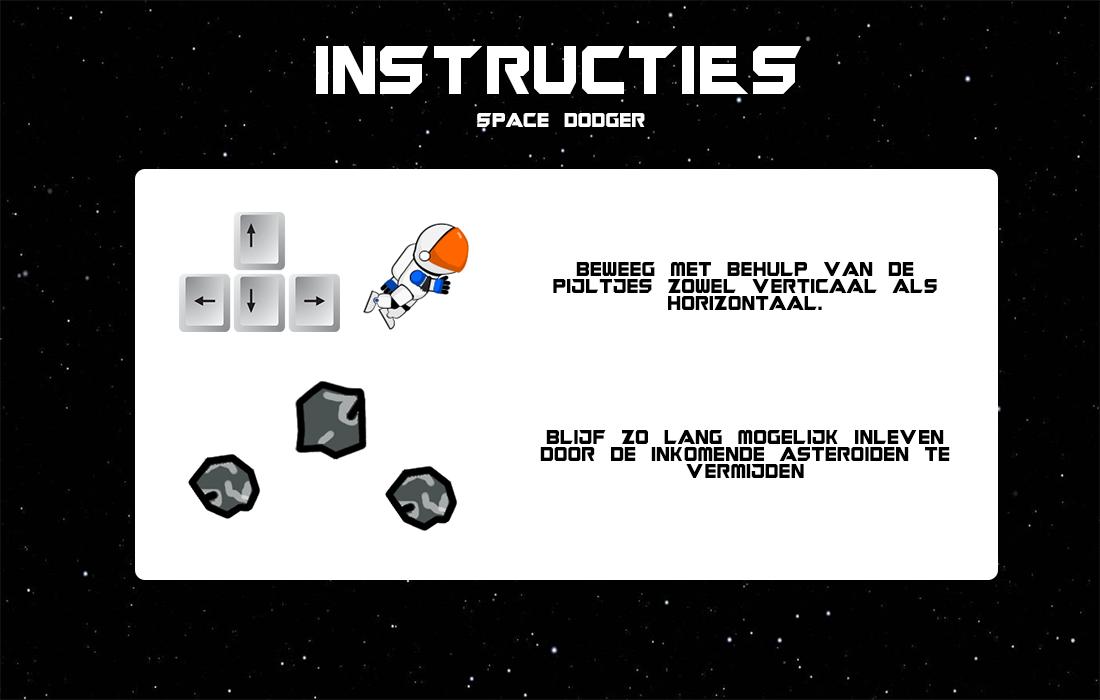 INSTRUCTIES
SPACE DODGER
BEWEEG MET BEHULP VAN DE
PIJLTJES ZOWEL VERTICAAL ALS
HORIZONTAAL.
BLIJF ZO LANG MOGELIJK INLEVEN
DOOR DE INKOMENDE ASTEROIDEN TE
VERMIJDEN